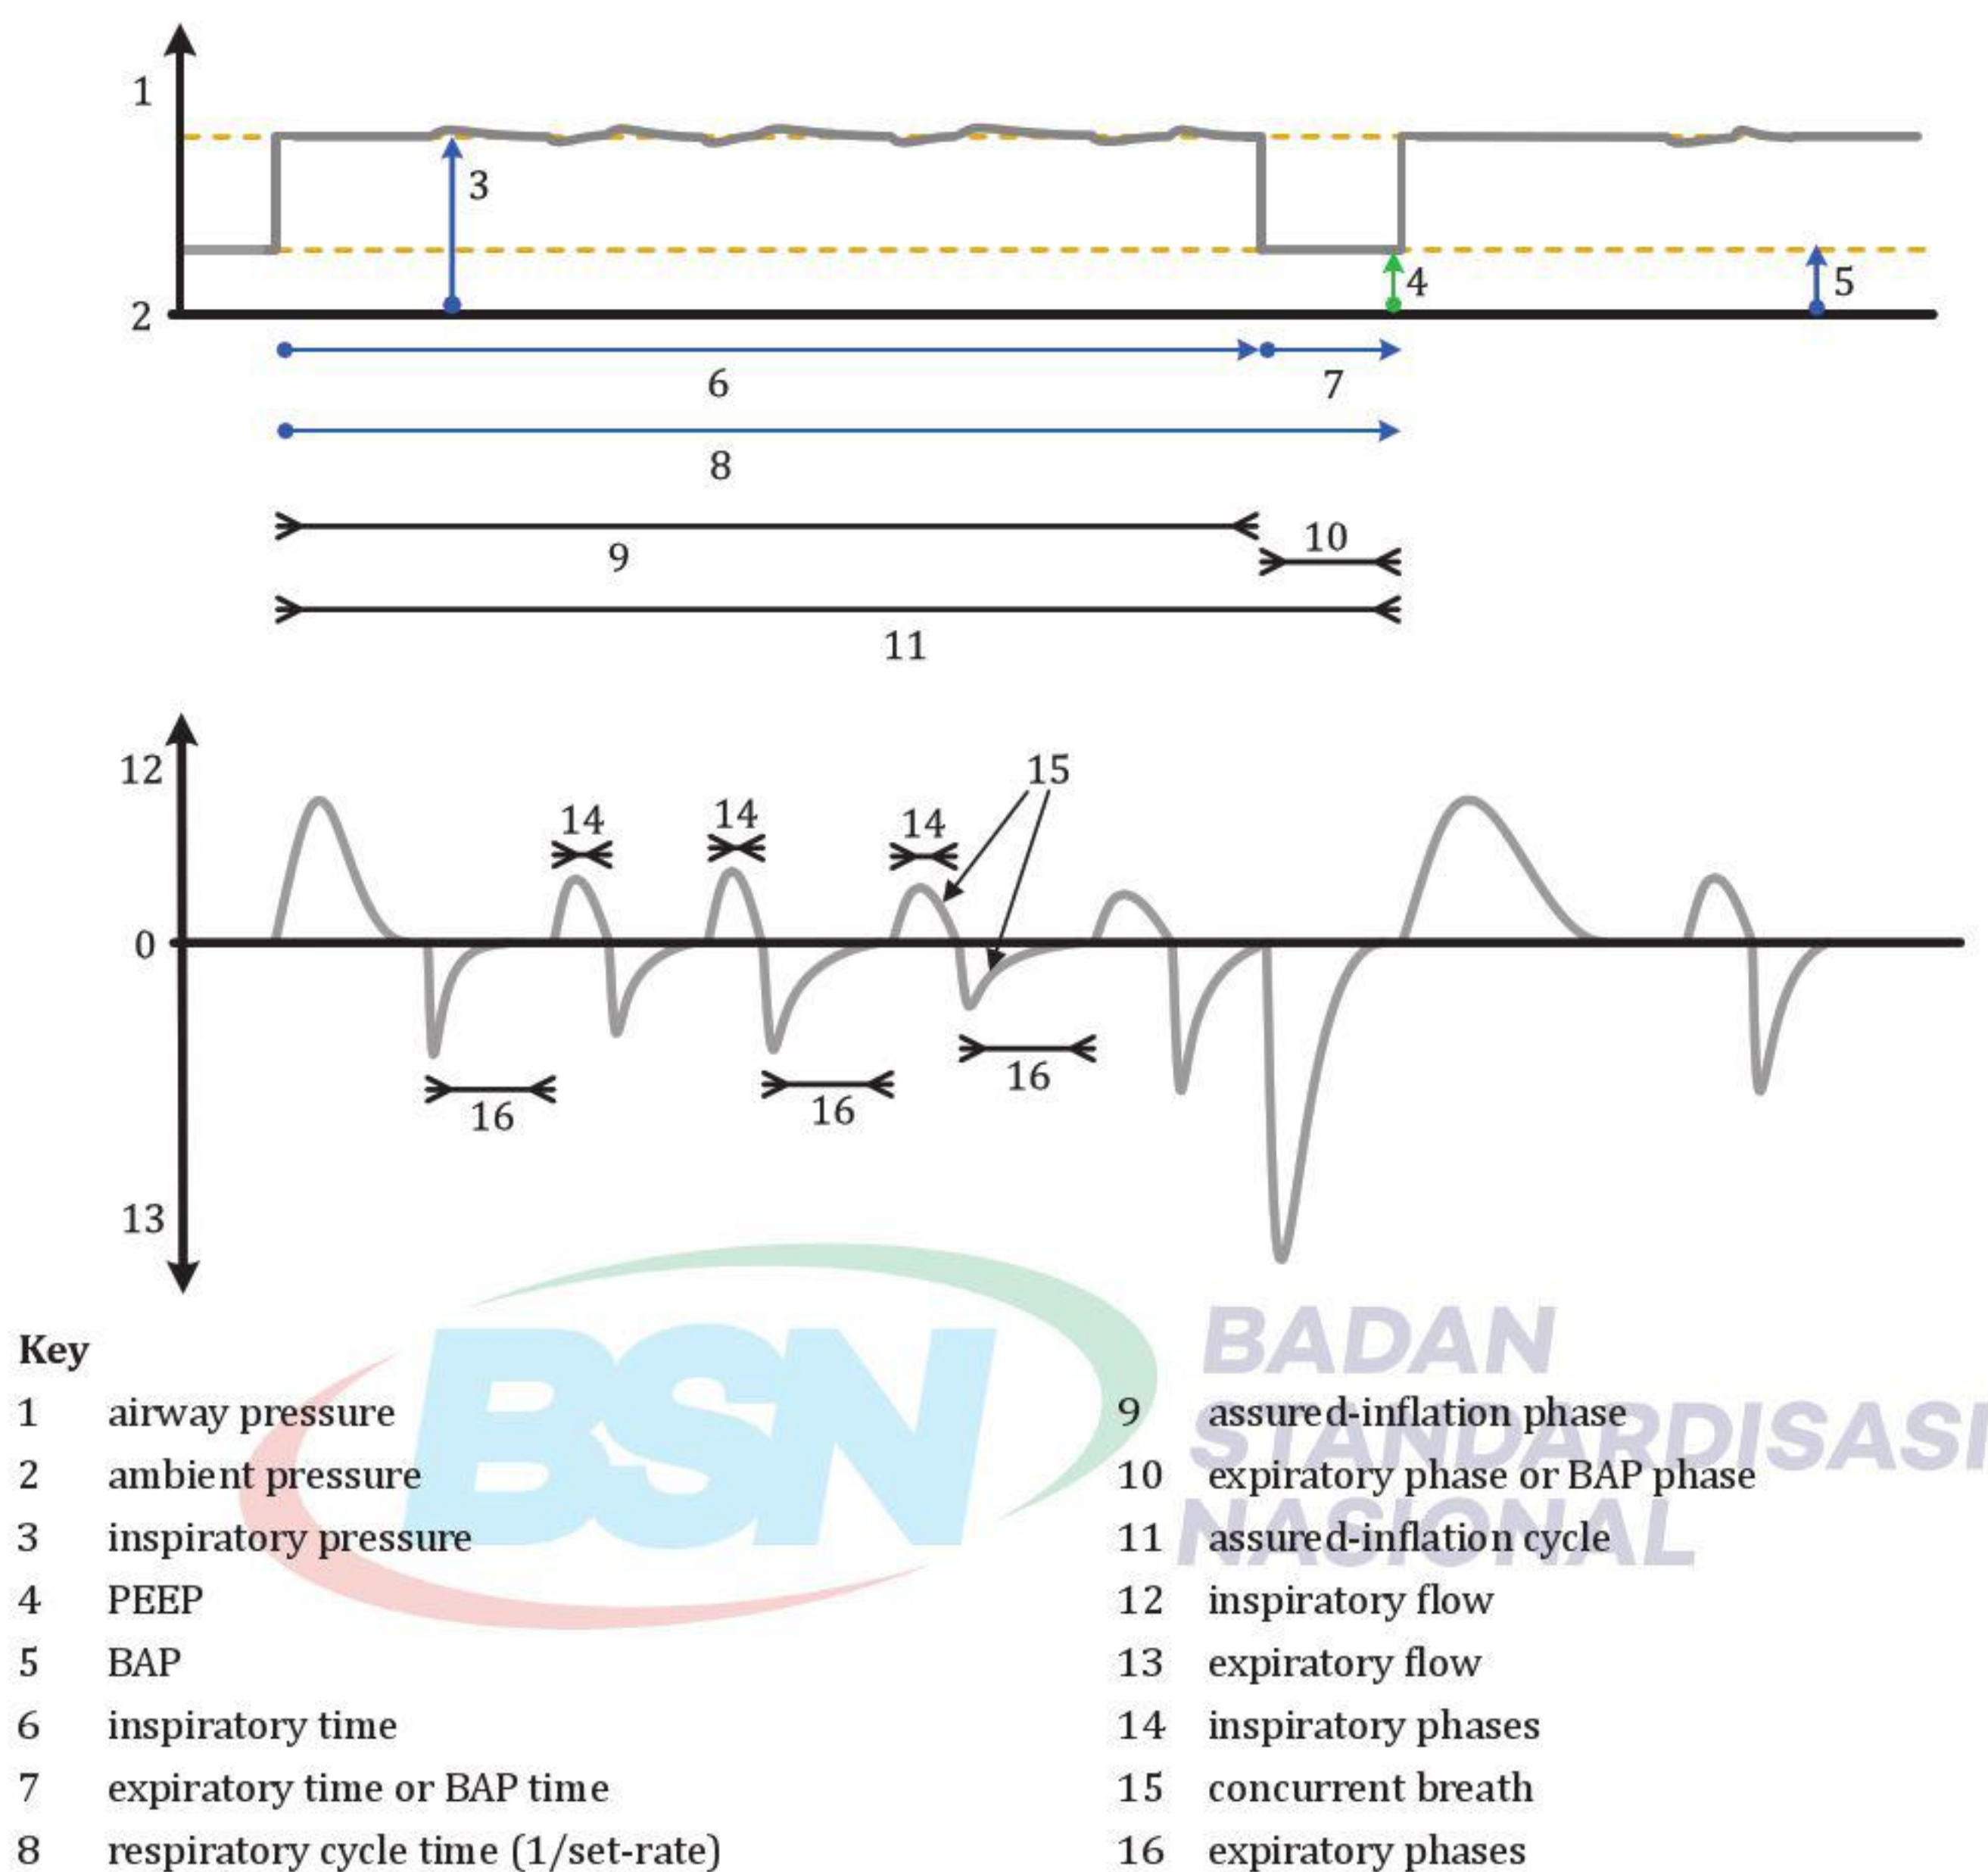 1
3
4
5
2
6
7
8
10
9
11
12
15
14
14
14
0
16
16
16
13
BSN
BADAN
STANDARDISASI
NASIONAL
Key
1 airway pressure
2 ambient pressure
3 inspiratory pressure
4 PEEP
5 BAP
6 inspiratory time
7 expiratory time or BAP time
8 respiratory cycle time (1/set-rate)
9 assured-inflation phase
10 expiratory phase or BAP phase
11 assured-inflation cycle
12 inspiratory flow
13 expiratory flow
14 inspiratory phases
15 concurrent breath
16 expiratory phases